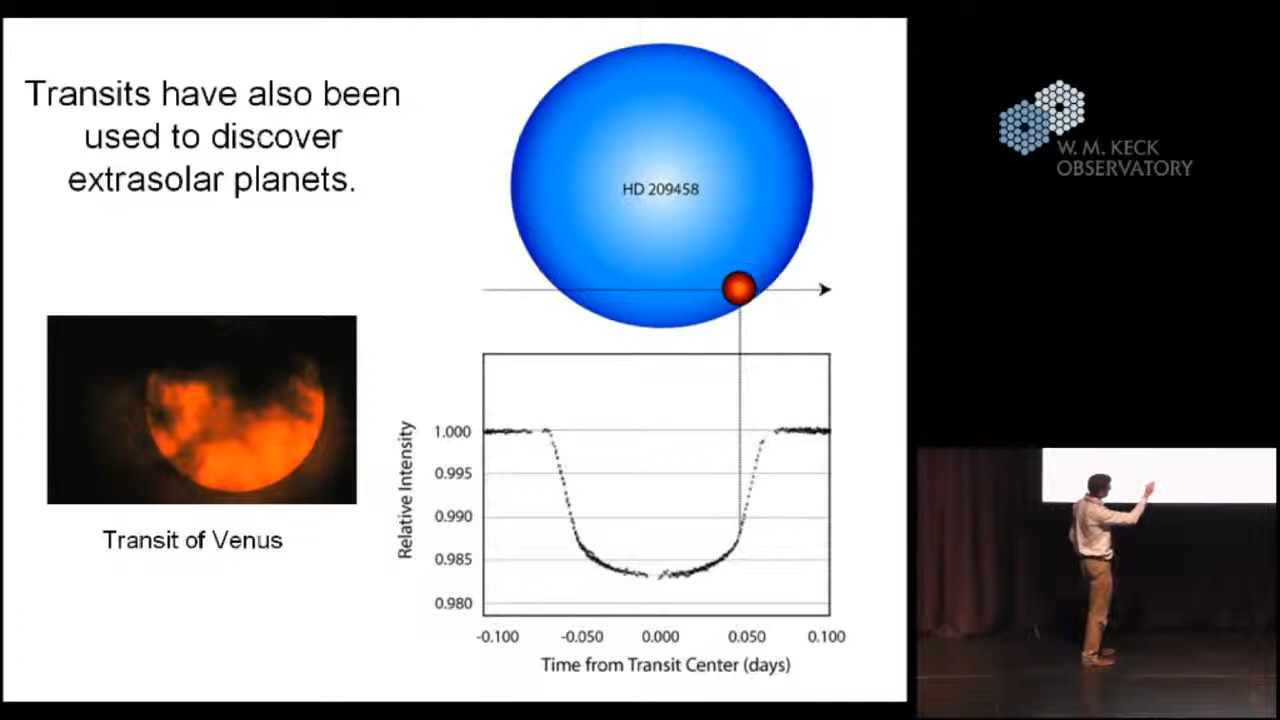 Transits have also been
used to discover
extrasolar planets.
HD 209458
W. M. KECK
OBSERVATORY
Transit of Venus
Relative Intensity
1.000
0.995
0.990
0.985
0.980
-0.100
-0.050
0.000
0.050
0.100
Time from Transit Center (days)